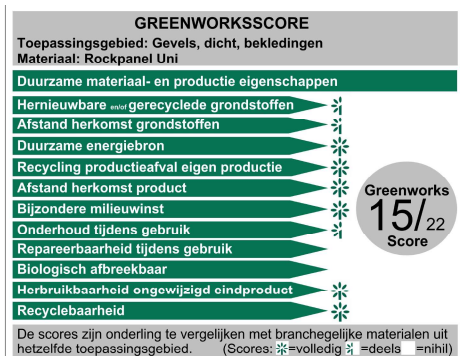 GREENWORKSSCORE
Toepassingsgebied: Gevels, dicht, bekledingen
Materiaal: Rockpanel Uni
Duurzame materiaal- en productie eigenschappen
Hernieuwbare en/of gerecyclede grondstoffen
Afstand herkomst grondstoffen
Duurzame energiebron
Recycling productieafval eigen productie
Afstand herkomst product
Bijzondere milieuwinst
Onderhoud tijdens gebruik
Repareerbaarheid tijdens gebruik
Biologisch afbreekbaar
Herbruikbaarheid ongewijzigd eindproduct
Recyclebaarheid
Greenworks
15/22
Score
De scores zijn onderling te vergelijken met branchegelijke materialen uit
hetzelfde toepassingsgebied. (Scores: =volledig =deels =nihil)